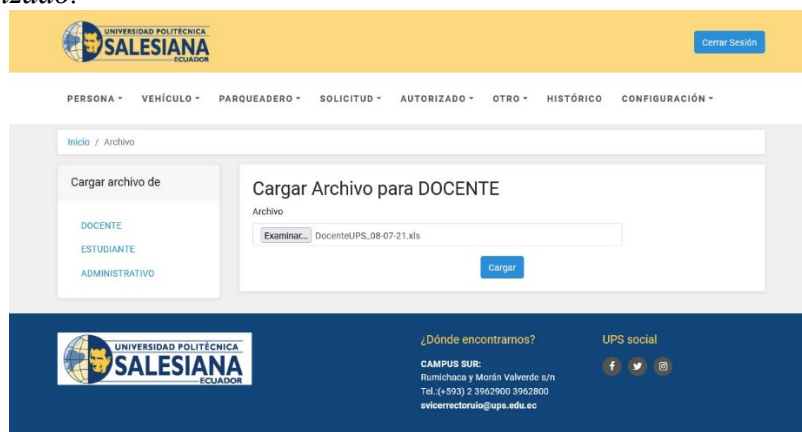 izado.
UNIVERSIDAD POLITÉCNICA
SALESIANA
ECUADOR
Cerrar Sesión
PERSONA VEHÍCULO PARQUEADERO SOLICITUD AUTORIZADO OTRO HISTÓRICO CONFIGURACIÓN
Inicio / Archivo
Cargar archivo de
DOCENTE
ESTUDIANTE
ADMINISTRATIVO
Cargar Archivo para DOCENTE
Archivo
Examinar... DocenteUPS_08-07-21.xls
Cargar
UNIVERSIDAD POLITÉCNICA
SALESIANA
ECUADOR
¿Dónde encontrarnos?
CAMPUS SUR:
Rumichaca y Morán Valverde s/n
Tel.:(+593) 2 3962900 3962800
svicerrectoruio@ups.edu.ec
UPS social